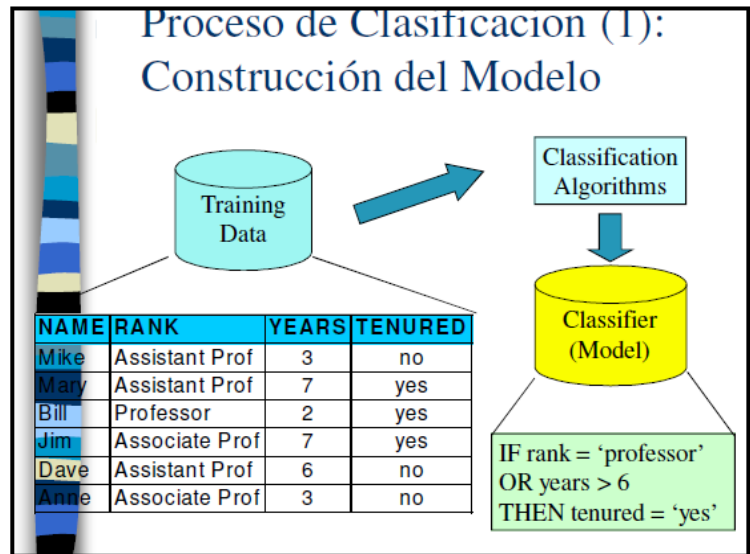 Proceso de Clasificación (1):
Construcción del Modelo
Training
Data
Classification
Algorithms
Classifier
(Model)
NAME RANK YEARS TENURED
Mike Assistant Prof 3 no
Mary Assistant Prof 7 yes
Bill Professor 2 yes
Jim Associate Prof 7 yes
Dave Assistant Prof 6 no
Anne Associate Prof 3 no
IF rank = ‘professor’
OR years > 6
THEN tenured = ‘yes’